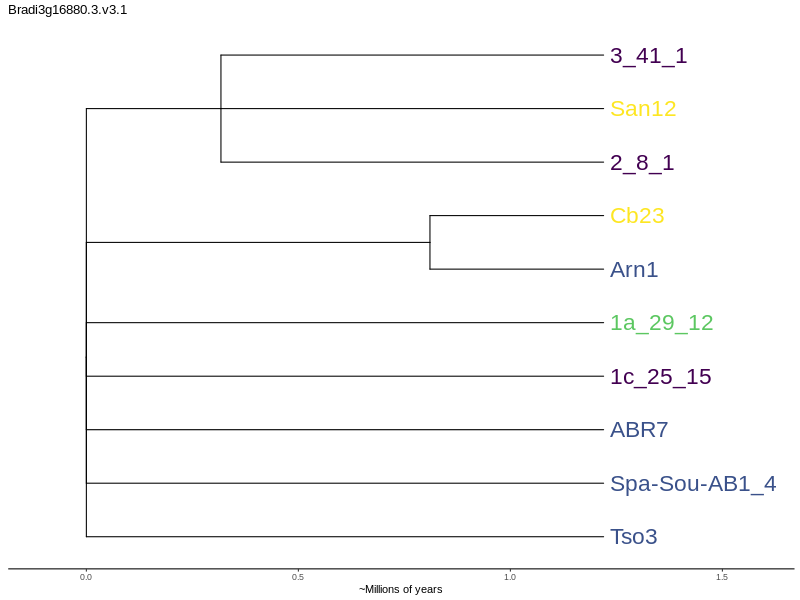 Bradi3g16880.3.v3.1
3_41_1
San12
2_8_1
Cb23
Arn1
1a_29_12
1c_25_15
ABR7
Spa-Sou-AB1_4
Tso3
0.0 0.5 1.0 1.5
~Millions of years